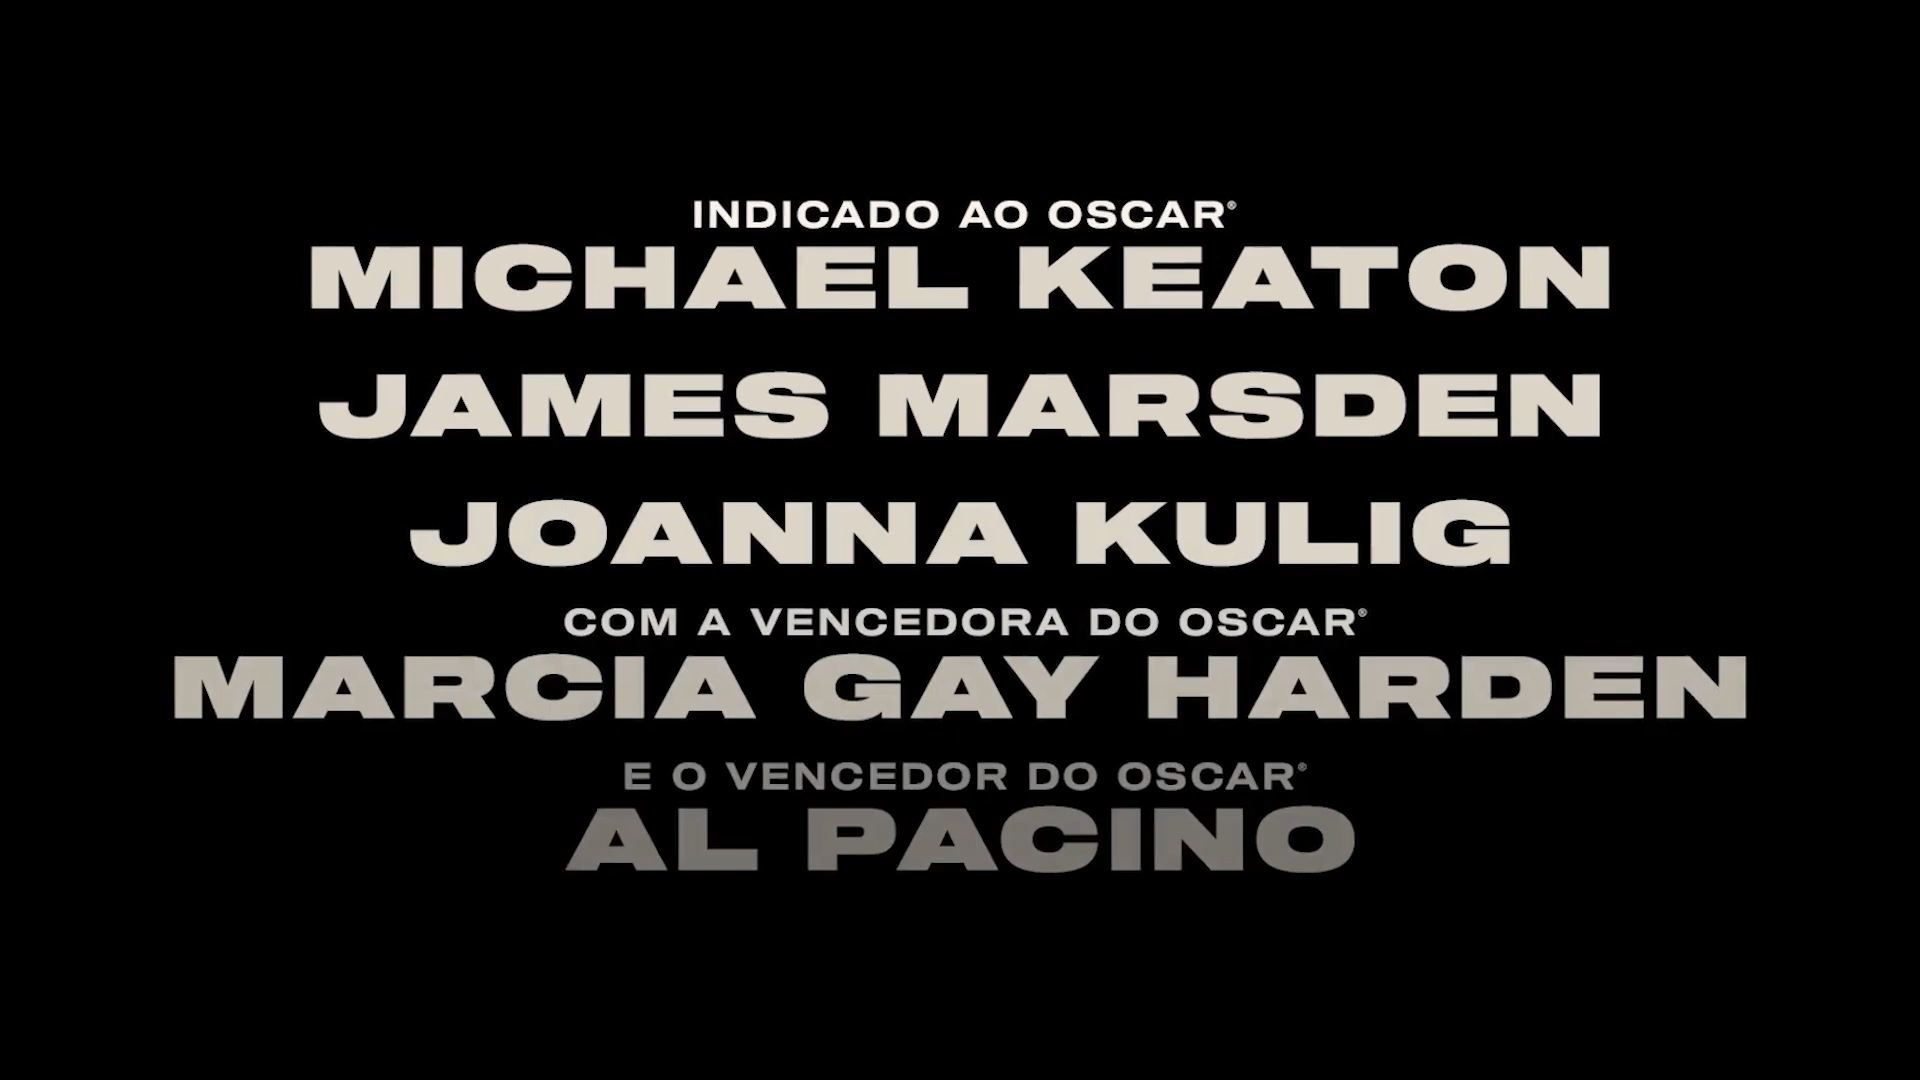 INDICADO AO OSCAR®
MICHAEL KEATON
JAMES MARSDEN
JOANNA KULIG
COM A VENCEDORA DO OSCAR®
MARCIA GAY HARDEN
E O VENCEDOR DO OSCAR®
AL PACINO